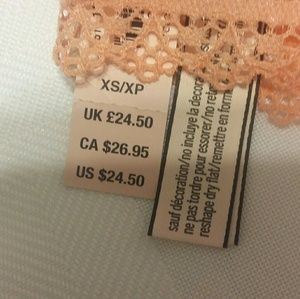 XS/XP
UK £24.50
CA $26.95
US $24.50
sauf décoration/no incluye la decora
ne pas tordre pour essorer/no ret
reshape dry flat/remettre en form